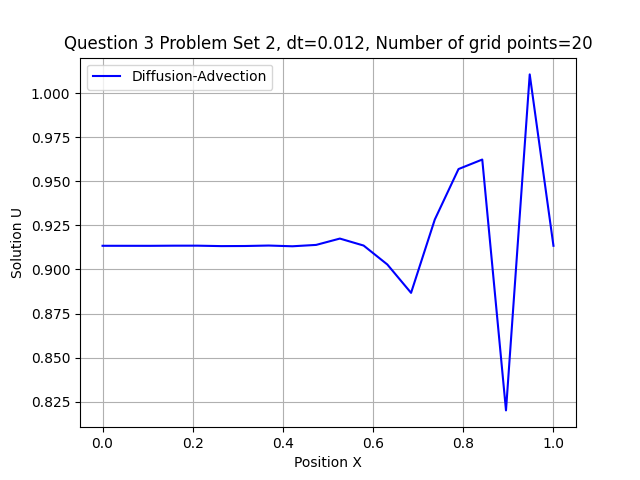 Question 3 Problem Set 2, dt=0.012, Number of grid points=20
Diffusion-Advection
1.000
0.975
0.950
0.925
0.900
0.875
0.850
0.825
Solution U
0.0 0.2 0.4 0.6 0.8 1.0
Position X